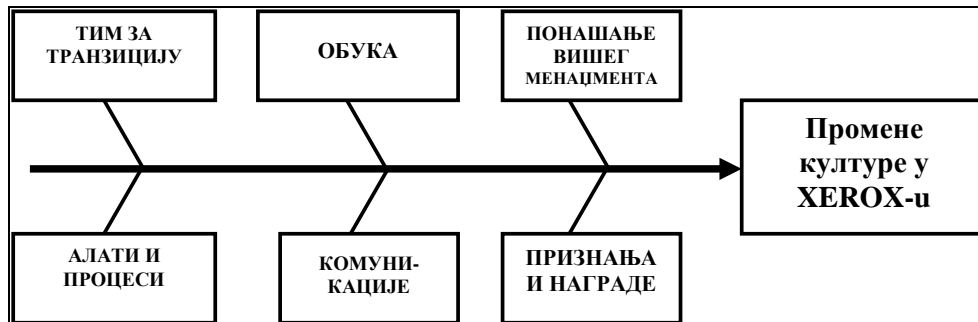 ТИМ ЗА
ТРАНЗИЦИЈУ
ОБУКА
ПОНАШАЊЕ
ВИШЕГ
МЕНАЏМЕНТА
Промене
културе у
XEROX-u
АЛАТИ И
ПРОЦЕСИ
КОМУНИ-
КАЦИЈЕ
ПРИЗНАЊА
И НАГРАДЕ